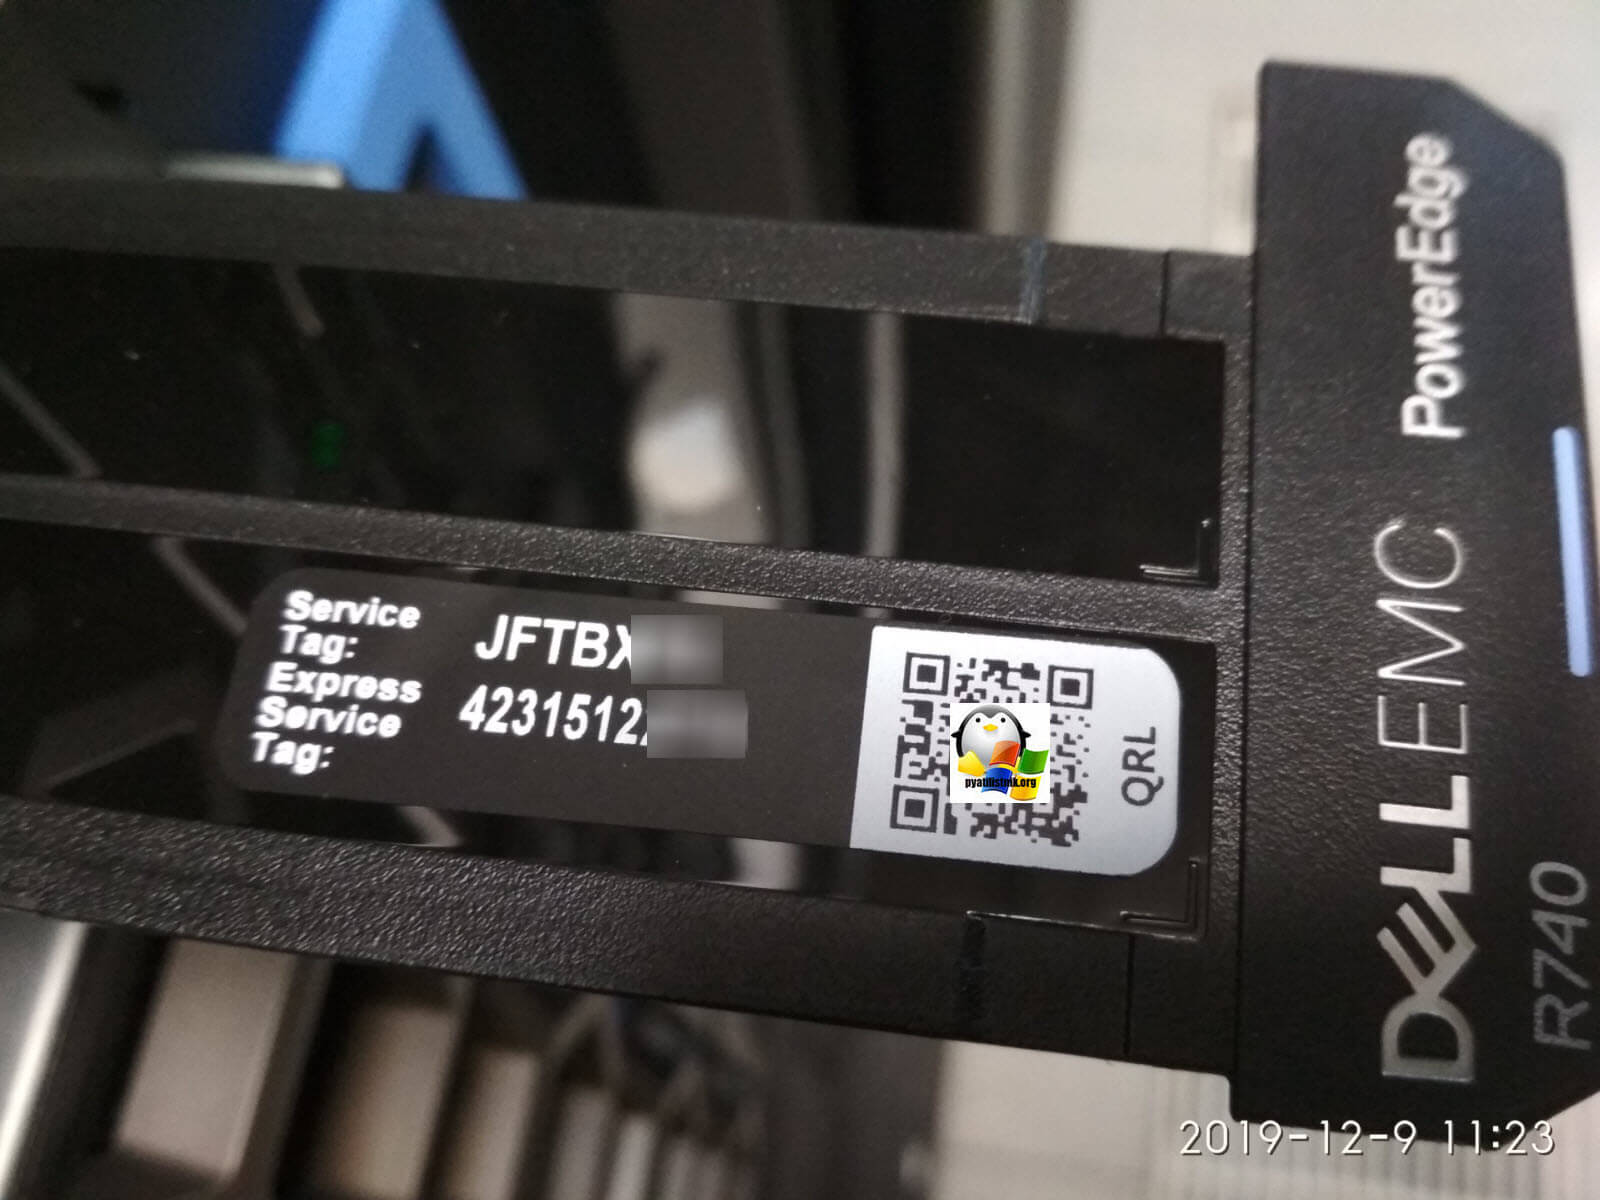 Service
Tag:
JFTBX
Express
Service
Tag:
4231512
pyatilistnik.org
QRL
DELLEMC PowerEdge
R740
2019-12-9 11:23